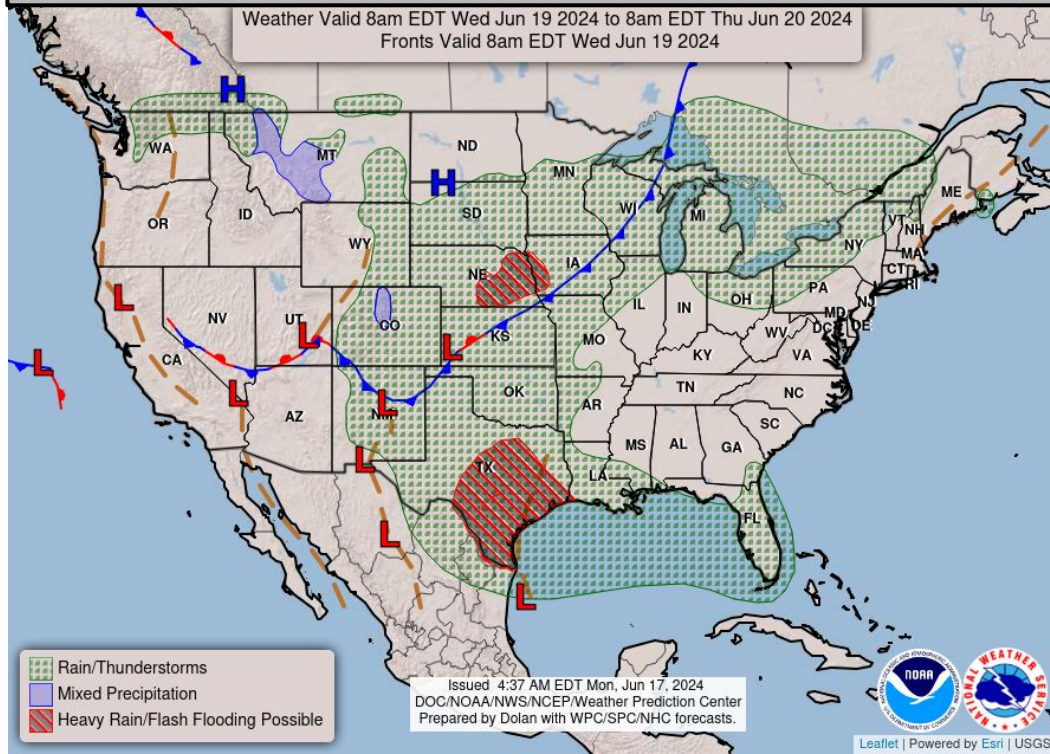 Weather Valid 8am EDT Wed Jun 19 2024 to 8am EDT Thu Jun 20 2024
Fronts Valid 8am EDT Wed Jun 19 2024
H
WA
MT
ND
MN
ME
H
OR
ID
SD
WI
MI
VT
NH
WY
NY
MA
NE
IA
CT
RI
L
PA
NV
UT
L
CO
IL
IN
OH
NJ
MD
DC
DE
L
KS
MO
WV
VA
CA
L
KY
L
L
NM
OK
TN
NC
AZ
AR
SC
MS
AL
GA
L
TX
LA
FL
L
L
Rain/Thunderstorms
Mixed Precipitation
Heavy Rain/Flash Flooding Possible
Issued 4:37 AM EDT Mon, Jun 17, 2024
DOC/NOAA/NWS/NCEP/Weather Prediction Center
Prepared by Dolan with WPC/SPC/NHC forecasts.
NOAA
NATIONAL WEATHER SERVICE
Leaflet | Powered by Esri | USGS